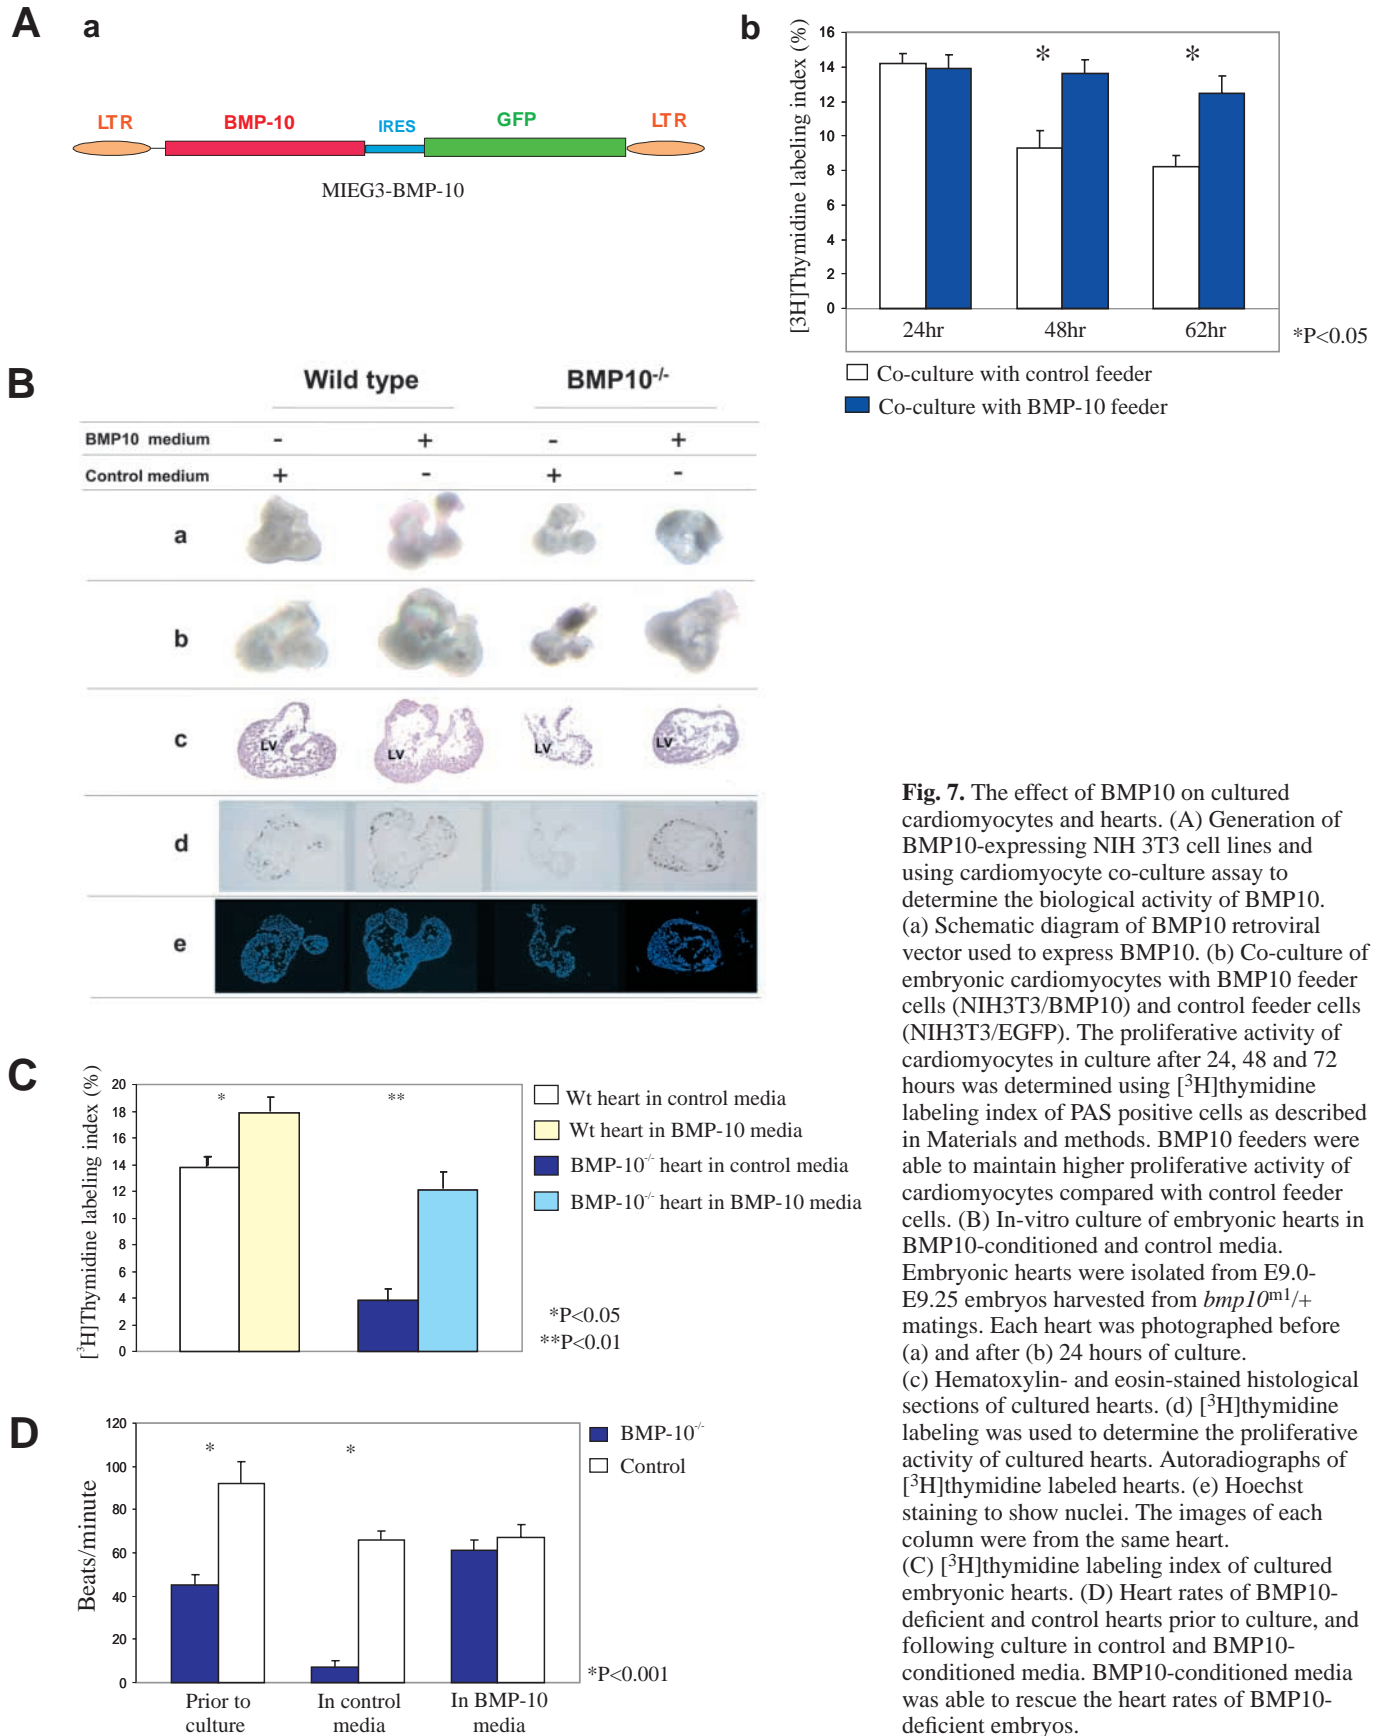 A
a
LTR
BMP-10
IRES
GFP
LTR
MIEG3-BMP-10
b
[3H]Thymidine labeling index (%)
16
14
12
10
8
6
4
2
0
*
*
24hr
48hr
62hr
*P<0.05
Co-culture with control feeder
Co-culture with BMP-10 feeder
B
Wild type
BMP10-/-
BMP10 medium - + - +
Control medium + - + -
a
b
c
LV
LV
LV
LV
d
e
C
[³H]Thymidine labeling index (%)
20
18
16
14
12
10
8
6
4
2
0
*
**
Wt heart in control media
Wt heart in BMP-10 media
BMP-10-/- heart in control media
BMP-10-/- heart in BMP-10 media
*P<0.05
**P<0.01
D
Beats/minute
120
100
80
60
40
20
0
*
*
BMP-10-/-
Control
Prior to
culture
In control
media
In BMP-10
media
*P<0.001
Fig. 7. The effect of BMP10 on cultured
cardiomyocytes and hearts. (A) Generation of
BMP10-expressing NIH 3T3 cell lines and
using cardiomyocyte co-culture assay to
determine the biological activity of BMP10.
(a) Schematic diagram of BMP10 retroviral
vector used to express BMP10. (b) Co-culture of
embryonic cardiomyocytes with BMP10 feeder
cells (NIH3T3/BMP10) and control feeder cells
(NIH3T3/EGFP). The proliferative activity of
cardiomyocytes in culture after 24, 48 and 72
hours was determined using [³H]thymidine
labeling index of PAS positive cells as described
in Materials and methods. BMP10 feeders were
able to maintain higher proliferative activity of
cardiomyocytes compared with control feeder
cells. (B) In-vitro culture of embryonic hearts in
BMP10-conditioned and control media.
Embryonic hearts were isolated from E9.0-
E9.25 embryos harvested from bmp10m1/+
matings. Each heart was photographed before
(a) and after (b) 24 hours of culture.
(c) Hematoxylin- and eosin-stained histological
sections of cultured hearts. (d) [³H]thymidine
labeling was used to determine the proliferative
activity of cultured hearts. Autoradiographs of
[³H]thymidine labeled hearts. (e) Hoechst
staining to show nuclei. The images of each
column were from the same heart.
(C) [³H]thymidine labeling index of cultured
embryonic hearts. (D) Heart rates of BMP10-
deficient and control hearts prior to culture, and
following culture in control and BMP10-
conditioned media. BMP10-conditioned media
was able to rescue the heart rates of BMP10-
deficient embryos.